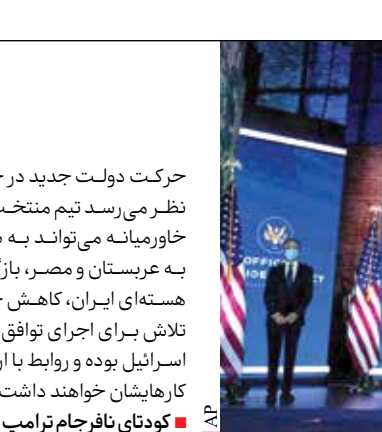 حرکت دولت جدید در
نظر می‌رسد تیم منتخب
خاورمیانه می‌تواند به
به عربستان و مصر،
هسته‌ای ایران، کاهش
تلاش برای اجرای توافق
اسرائیل بوده و روابط با
کارهایشان خواهند داشت
■ کودتای نافرجام ترامپ
AP
OFFICE